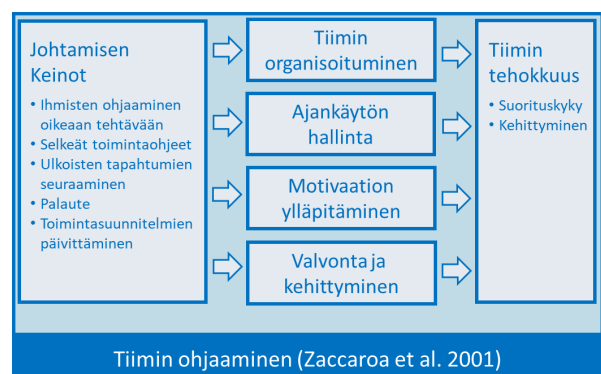 Johtamisen
Keinot
• Ihmisten ohjaaminen
oikeaan tehtävään
• Selkeät toimintaohjeet
• Ulkoisten tapahtumien
seuraaminen
• Palaute
• Toimintasuunnitelmien
päivittäminen
Tiimin
organisoituminen
Ajankäytön
hallinta
Motivaation
ylläpitäminen
Valvonta ja
kehittyminen
Tiimin
tehokkuus
• Suorituskyky
• Kehittyminen
Tiimin ohjaaminen (Zaccaroa et al. 2001)